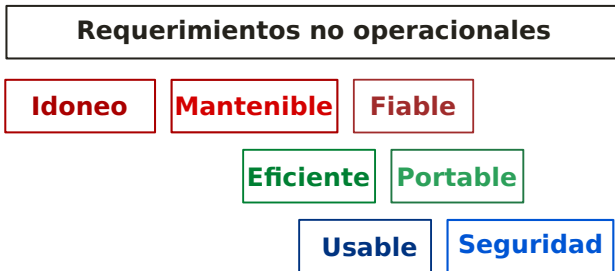 Requerimientos no operacionales
Idoneo Mantenible Fiable
Eficiente Portable
Usable Seguridad